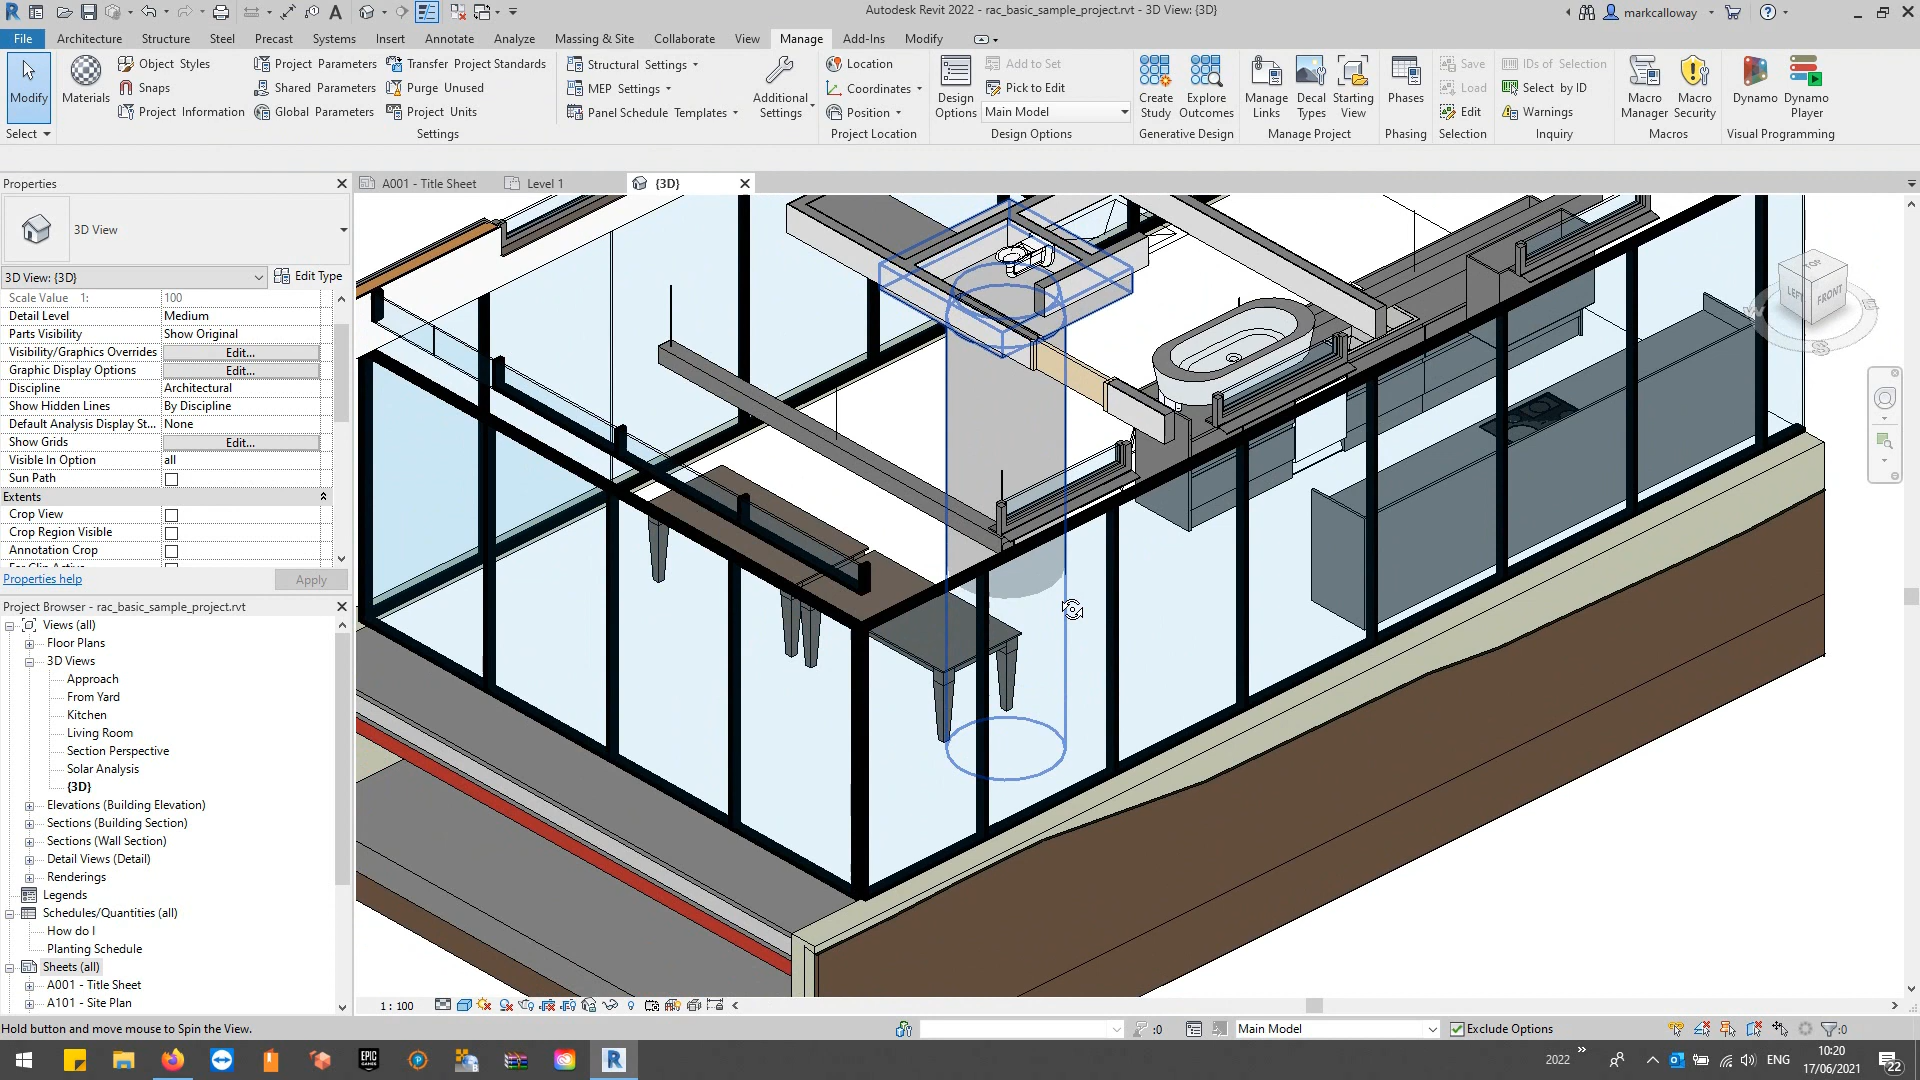 Autodesk Revit 2022 - rac_basic_sample_project.rvt - 3D View: {3D}
markcalloway
File Architecture Structure Steel Precast Systems Insert Annotate Analyze Massing & Site Collaborate View Manage Add-Ins Modify
Modify
Select
Materials
Object Styles
Snaps
Project Information
Project Parameters
Shared Parameters
Global Parameters
Transfer Project Standards
Purge Unused
Project Units
Settings
Structural Settings
MEP Settings
Panel Schedule Templates
Additional Settings
Location
Coordinates
Position
Project Location
Design Options
Add to Set
Pick to Edit
Main Model
Design Options
Create Study
Explore Outcomes
Generative Design
Manage Links
Decal Types
Starting View
Manage Project
Phases
Phasing
Save
Load
Edit
Selection
IDs of Selection
Select by ID
Warnings
Inquiry
Macro Manager
Macro Security
Macros
Dynamo
Dynamo Player
Visual Programming
Properties
A001 - Title Sheet
Level 1
{3D}
3D View
3D View: {3D}
Edit Type
Scale Value 1: 100
Detail Level Medium
Parts Visibility Show Original
Visibility/Graphics Overrides Edit...
Graphic Display Options Edit...
Discipline Architectural
Show Hidden Lines By Discipline
Default Analysis Display St... None
Show Grids Edit...
Visible In Option all
Sun Path
Extents
Crop View
Crop Region Visible
Annotation Crop
Properties help
Apply
Project Browser - rac_basic_sample_project.rvt
Views (all)
Floor Plans
3D Views
Approach
From Yard
Kitchen
Living Room
Section Perspective
Solar Analysis
{3D}
Elevations (Building Elevation)
Sections (Building Section)
Sections (Wall Section)
Detail Views (Detail)
Renderings
Legends
Schedules/Quantities (all)
How do I
Planting Schedule
Sheets (all)
A001 - Title Sheet
A101 - Site Plan
TOP
LEFT
FRONT
W
S
1 : 100
Hold button and move mouse to Spin the View.
:0
Main Model
Exclude Options
:0
EPIC GAMES
2022
ENG
10:20
17/06/2021
22